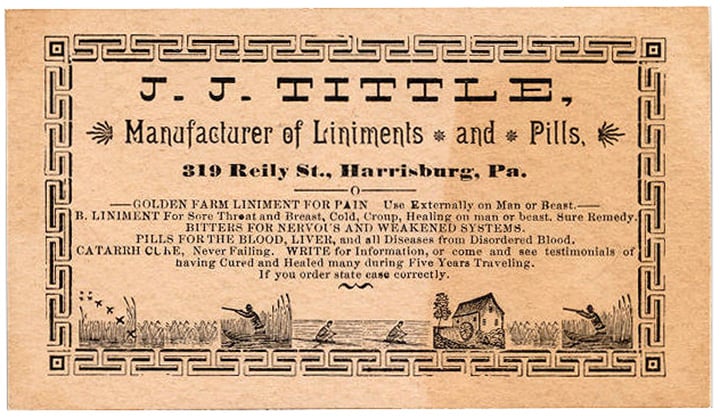 J. J. TITTLE,
Manufacturer of Liniments and Pills,
319 Reily St., Harrisburg, Pa.
GOLDEN FARM LINIMENT FOR PAIN Use Externally on Man or Beast.
B. LINIMENT For Sore Throat and Breast, Cold, Croup, Healing on man or beast. Sure Remedy.
BITTERS FOR NERVOUS AND WEAKENED SYSTEMS.
PILLS FOR THE BLOOD, LIVER, and all Diseases from Disordered Blood.
CATARRH CURE, Never Failing. WRITE for Information, or come and see testimonials of
having Cured and Healed many during Five Years Traveling.
If you order state case correctly.